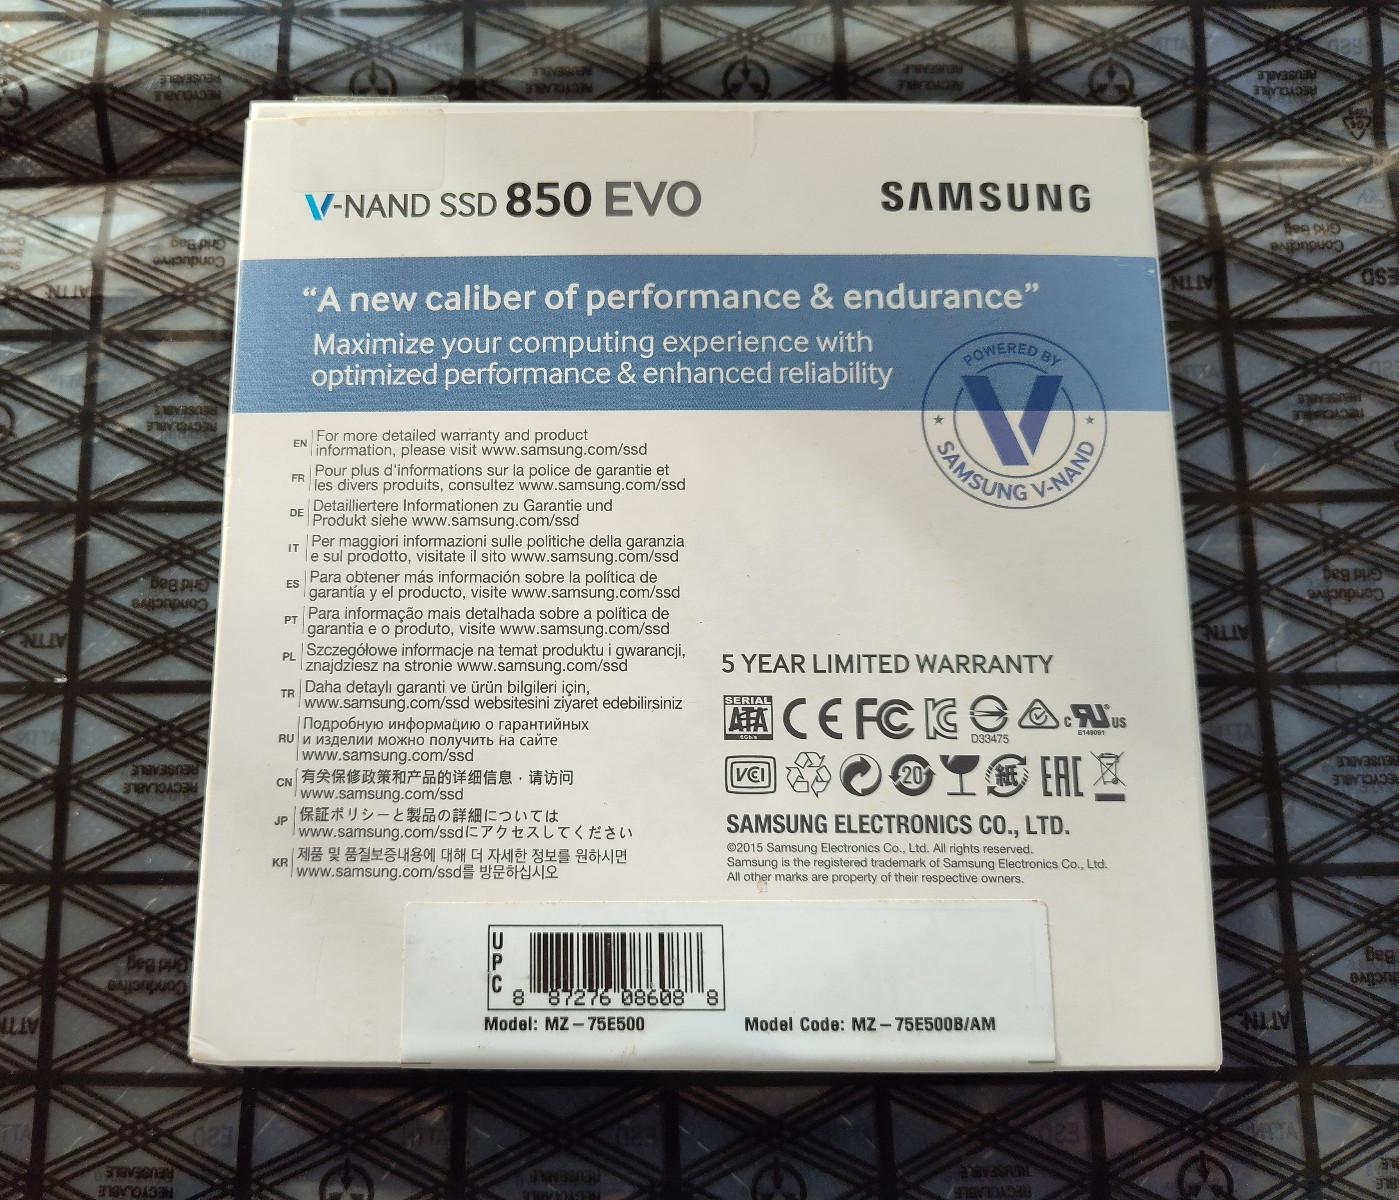 V-NAND SSD 850 EVO
SAMSUNG
“A new caliber of performance & endurance”
Maximize your computing experience with
optimized performance & enhanced reliability
POWERED BY
V
SAMSUNG V-NAND
EN For more detailed warranty and product
information, please visit www.samsung.com/ssd
FR Pour plus d'informations sur la police de garantie et
les divers produits, consultez www.samsung.com/ssd
DE Detailliertere Informationen zu Garantie und
Produkt siehe www.samsung.com/ssd
IT Per maggiori informazioni sulle politiche della garanzia
e sul prodotto, visitate il sito www.samsung.com/ssd
ES Para obtener más información sobre la política de
garantía y el producto, visite www.samsung.com/ssd
PT Para informação mais detalhada sobre a política de
garantia e o produto, visite www.samsung.com/ssd
PL Szczegółowe informacje na temat produktu i gwarancji,
znajdziesz na stronie www.samsung.com/ssd
TR Daha detaylı garanti ve ürün bilgileri için,
www.samsung.com/ssd websitesini ziyaret edebilirsiniz
RU Подробную информацию о гарантийных
и изделии можно получить на сайте
www.samsung.com/ssd
CN 有关保修政策和产品的详细信息，请访问
www.samsung.com/ssd
JP 保証ポリシーと製品の詳細については
www.samsung.com/ssdにアクセスしてください
KR 제품 및 품질보증내용에 대해 더 자세한 정보를 원하시면
www.samsung.com/ssd를 방문하십시오
5 YEAR LIMITED WARRANTY
SERIAL ATA 6Gb/s CE FC KC D33475 c RU US E149091
VCI 20 紙 EAC
SAMSUNG ELECTRONICS CO., LTD.
©2015 Samsung Electronics Co., Ltd. All rights reserved.
Samsung is the registered trademark of Samsung Electronics Co., Ltd.
All other marks are property of their respective owners.
UPC
8 87276 08608 8
Model: MZ-75E500
Model Code: MZ-75E500B/AM